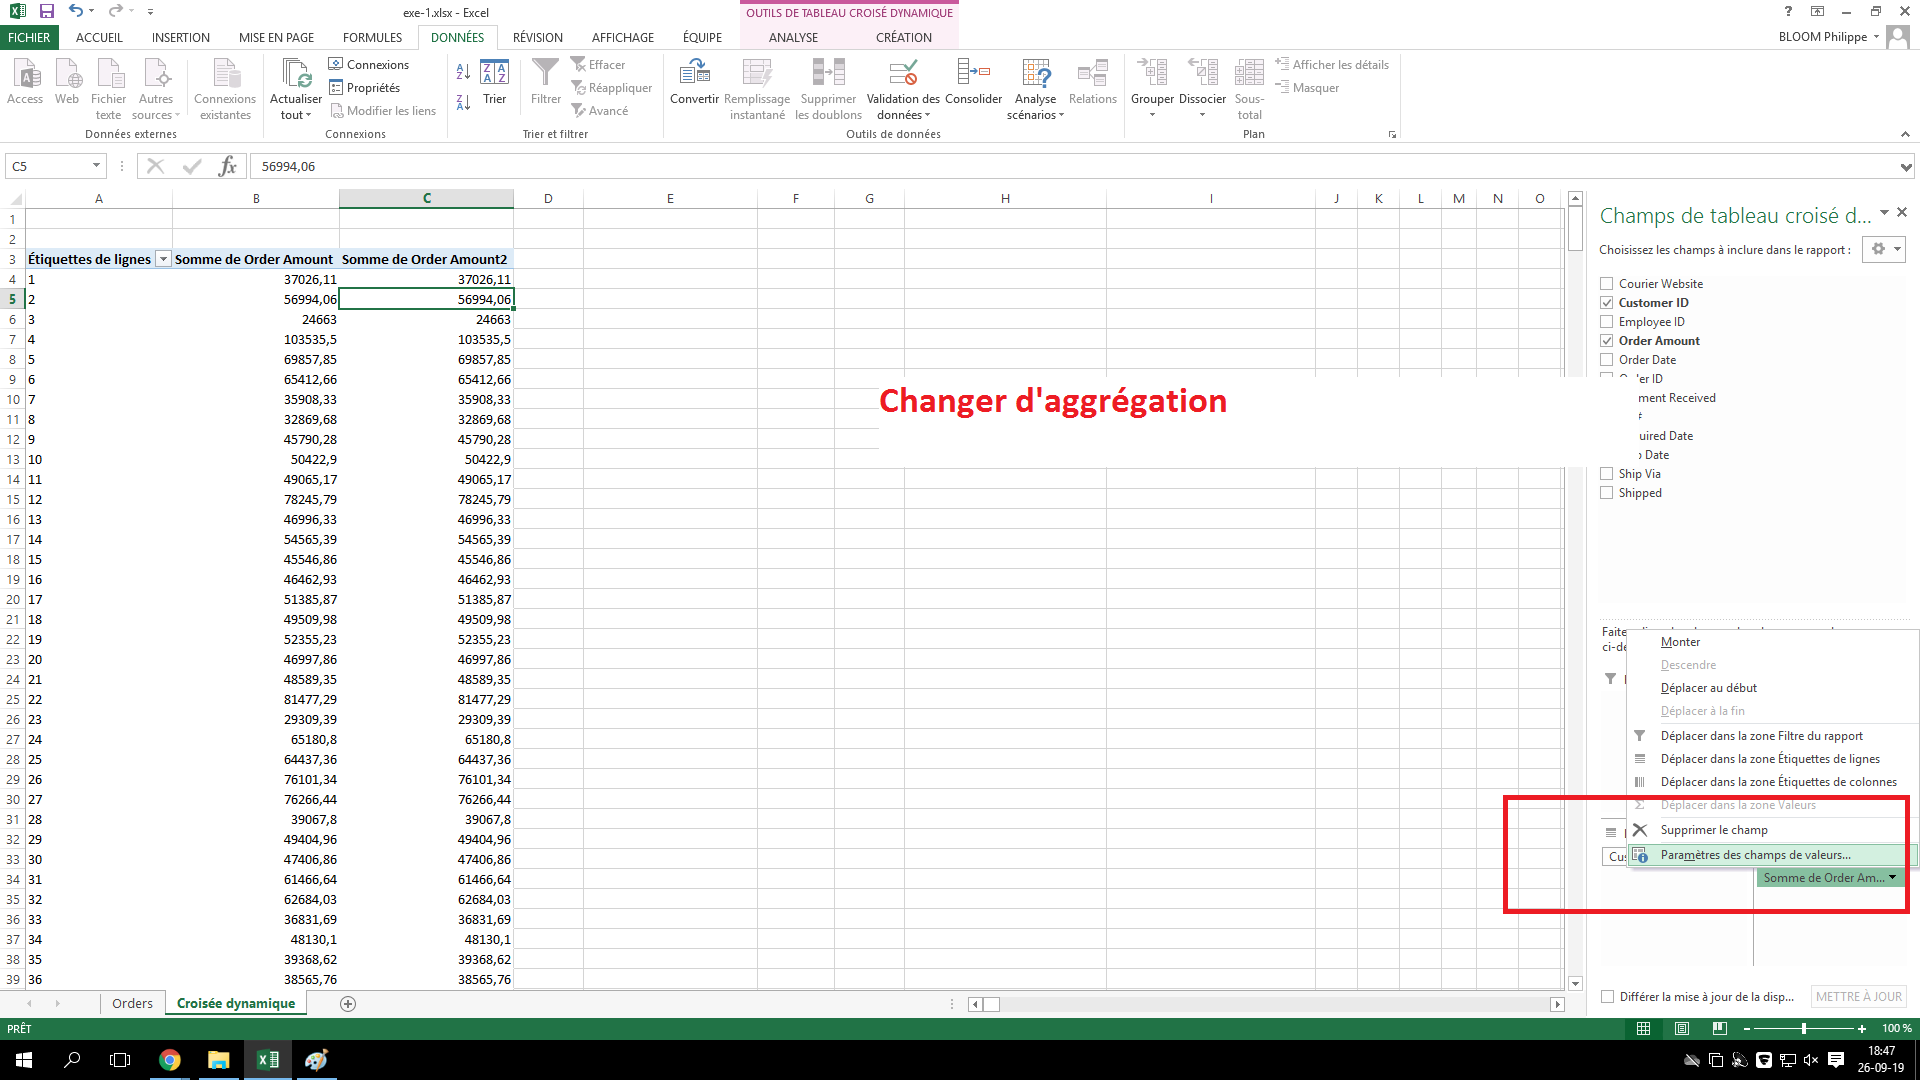 exe-1.xlsx - Excel
OUTILS DE TABLEAU CROISÉ DYNAMIQUE
FICHIER ACCUEIL INSERTION MISE EN PAGE FORMULES DONNÉES RÉVISION AFFICHAGE ÉQUIPE ANALYSE CRÉATION BLOOM Philippe
Access Web Fichier texte Autres sources Connexions existantes
Données externes
Actualiser tout Connexions Propriétés Modifier les liens
Connexions
Trier Filtrer Effacer Réappliquer Avancé
Trier et filtrer
Convertir Remplissage instantané Supprimer les doublons Validation des données Consolider Analyse scénarios Relations
Outils de données
Grouper Dissocier Sous-total Afficher les détails Masquer
Plan
C5 fx 56994,06
A B C D E F G H I J K L M N O
1
2
3 Étiquettes de lignes Somme de Order Amount Somme de Order Amount2
4 1 37026,11 37026,11
5 2 56994,06 56994,06
6 3 24663 24663
7 4 103535,5 103535,5
8 5 69857,85 69857,85
9 6 65412,66 65412,66
10 7 35908,33 35908,33
11 8 32869,68 32869,68
12 9 45790,28 45790,28
13 10 50422,9 50422,9
14 11 49065,17 49065,17
15 12 78245,79 78245,79
16 13 46996,33 46996,33
17 14 54565,39 54565,39
18 15 45546,86 45546,86
19 16 46462,93 46462,93
20 17 51385,87 51385,87
21 18 49509,98 49509,98
22 19 52355,23 52355,23
23 20 46997,86 46997,86
24 21 48589,35 48589,35
25 22 81477,29 81477,29
26 23 29309,39 29309,39
27 24 65180,8 65180,8
28 25 64437,36 64437,36
29 26 76101,34 76101,34
30 27 76266,44 76266,44
31 28 39067,8 39067,8
32 29 49404,96 49404,96
33 30 47406,86 47406,86
34 31 61466,64 61466,64
35 32 62684,03 62684,03
36 33 36831,69 36831,69
37 34 48130,1 48130,1
38 35 39368,62 39368,62
39 36 38565,76 38565,76
Changer d'aggrégation
Champs de tableau croisé d...
Choisissez les champs à inclure dans le rapport :
Courier Website
Customer ID
Employee ID
Order Amount
Order Date
ler ID
ment Received
uired Date
Date
Ship Via
Shipped
Faite
ci-de
Monter
Descendre
Déplacer au début
Déplacer à la fin
Déplacer dans la zone Filtre du rapport
Déplacer dans la zone Étiquettes de lignes
Déplacer dans la zone Étiquettes de colonnes
Déplacer dans la zone Valeurs
Supprimer le champ
Paramètres des champs de valeurs...
Cus
Somme de Order Am...
Différer la mise à jour de la disp... METTRE À JOUR
Orders Croisée dynamique
PRÊT 100 %
18:47
26-09-19